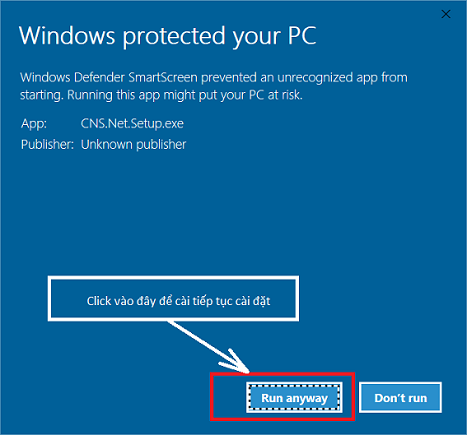 Windows protected your PC
Windows Defender SmartScreen prevented an unrecognized app from
starting. Running this app might put your PC at risk.
App: CNS.Net.Setup.exe
Publisher: Unknown publisher
Click vào đây để cài tiếp tục cài đặt
Run anyway Don't run